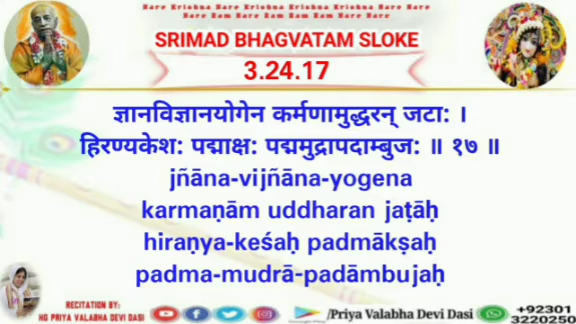 Hare Krishna Hare Krishna Krishna Krishna Hare Hare
Hare Ram Hare Ram Ram Ram Hare Hare
SRIMAD BHAGVATAM SLOKE
3.24.17
ज्ञानविज्ञानयोगेन कर्मणामुद्धरन् जटाः ।
हिरण्यकेशः पद्माक्षः पद्ममुद्रापदाम्बुजः ॥ १७ ॥
jñāna-vijñāna-yogena
karmaṇām uddharan jaṭāḥ
hiraṇya-keśaḥ padmākṣaḥ
padma-mudrā-padāmbujaḥ
RECITATION BY:
HG PRIYA VALABHA DEVI DASI
/Priya Valabha Devi Dasi
+92301
3220250